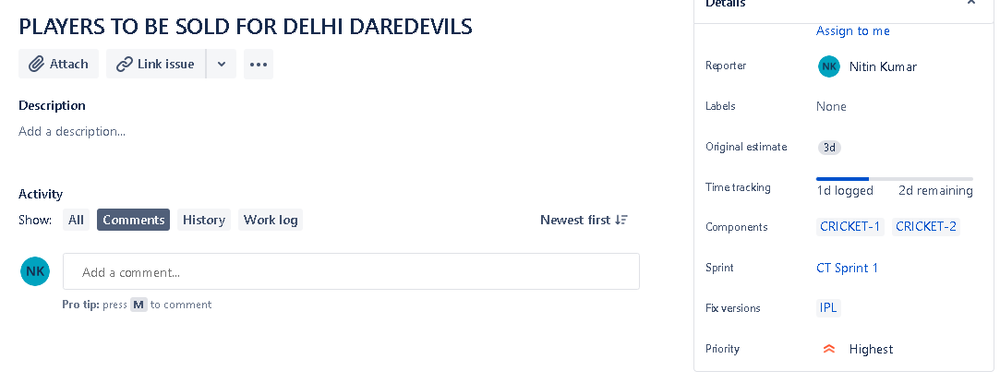 PLAYERS TO BE SOLD FOR DELHI DAREDEVILS
Attach
Link issue
Description
Add a description...
Activity
Show: All Comments History Work log Newest first
NK Add a comment...
Pro tip: press M to comment
Details
Assign to me
Reporter NK Nitin Kumar
Labels None
Original estimate 3d
Time tracking 1d logged 2d remaining
Components CRICKET-1 CRICKET-2
Sprint CT Sprint 1
Fix versions IPL
Priority Highest